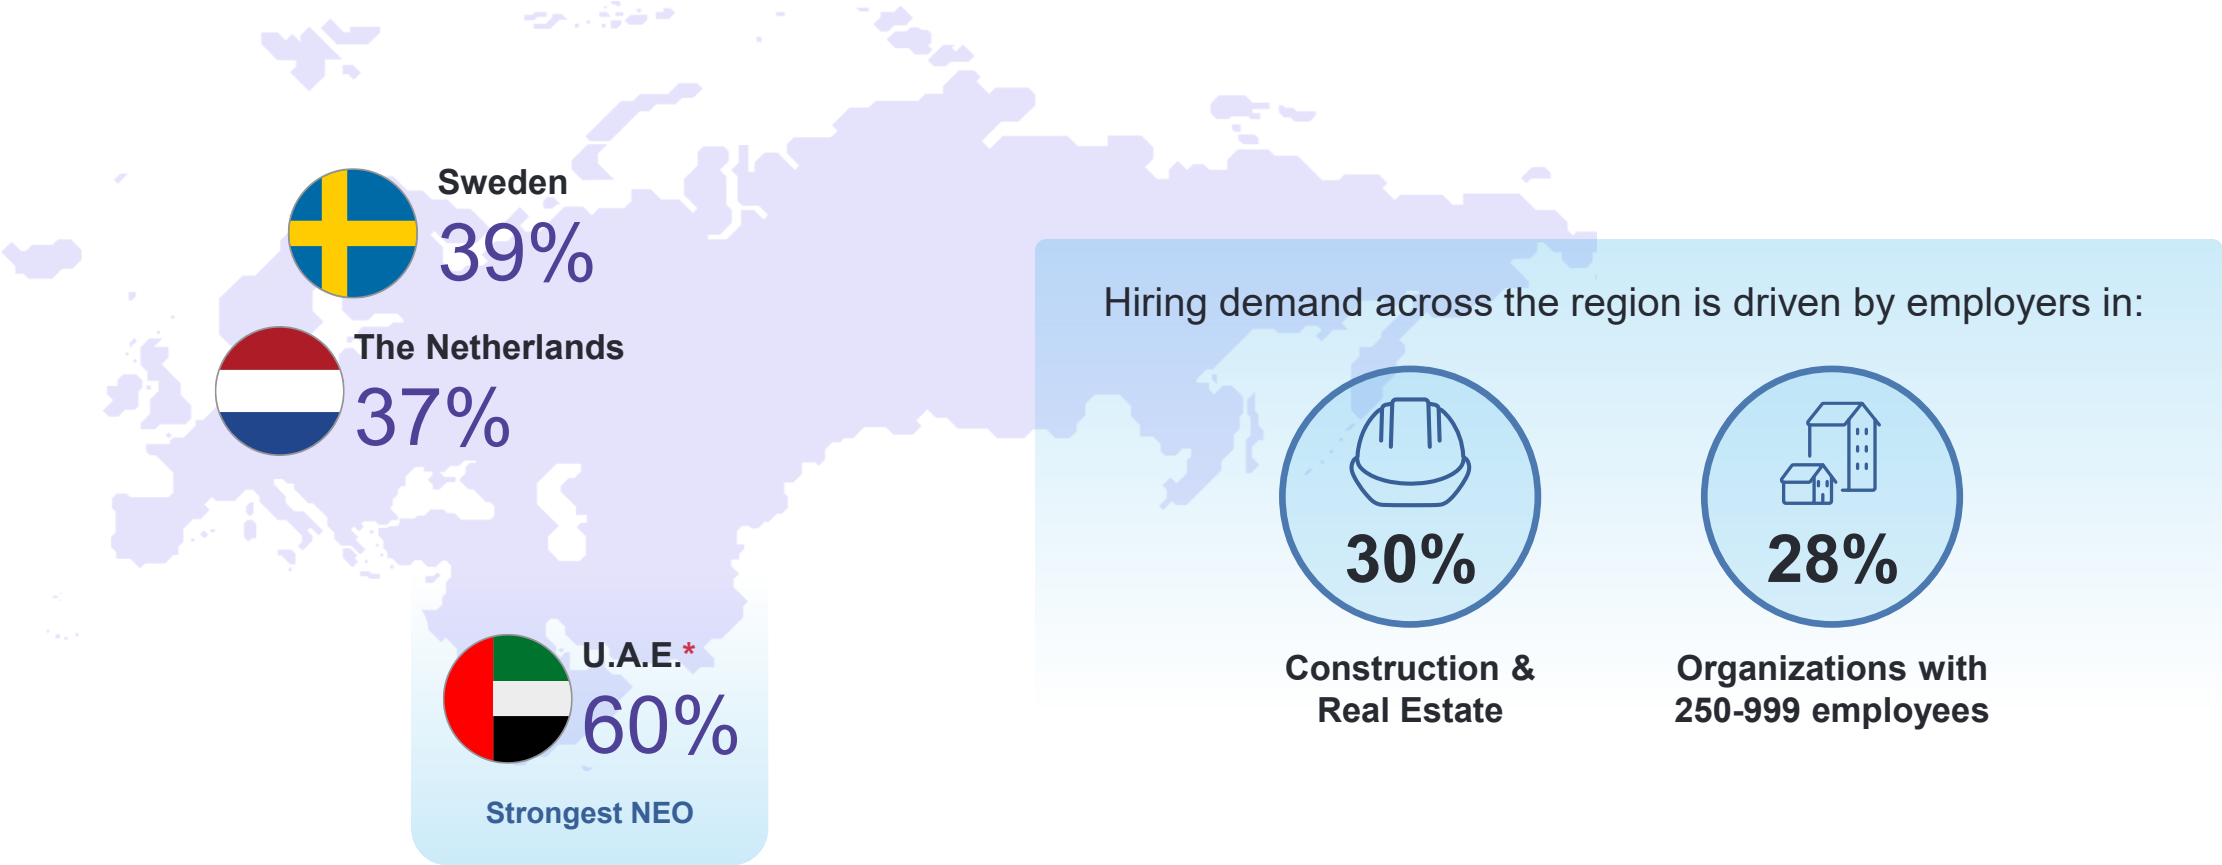 Sweden
39%
The Netherlands
37%
U.A.E.*
60%
Strongest NEO
Hiring demand across the region is driven by employers in:
30%
Construction &
Real Estate
28%
Organizations with
250-999 employees